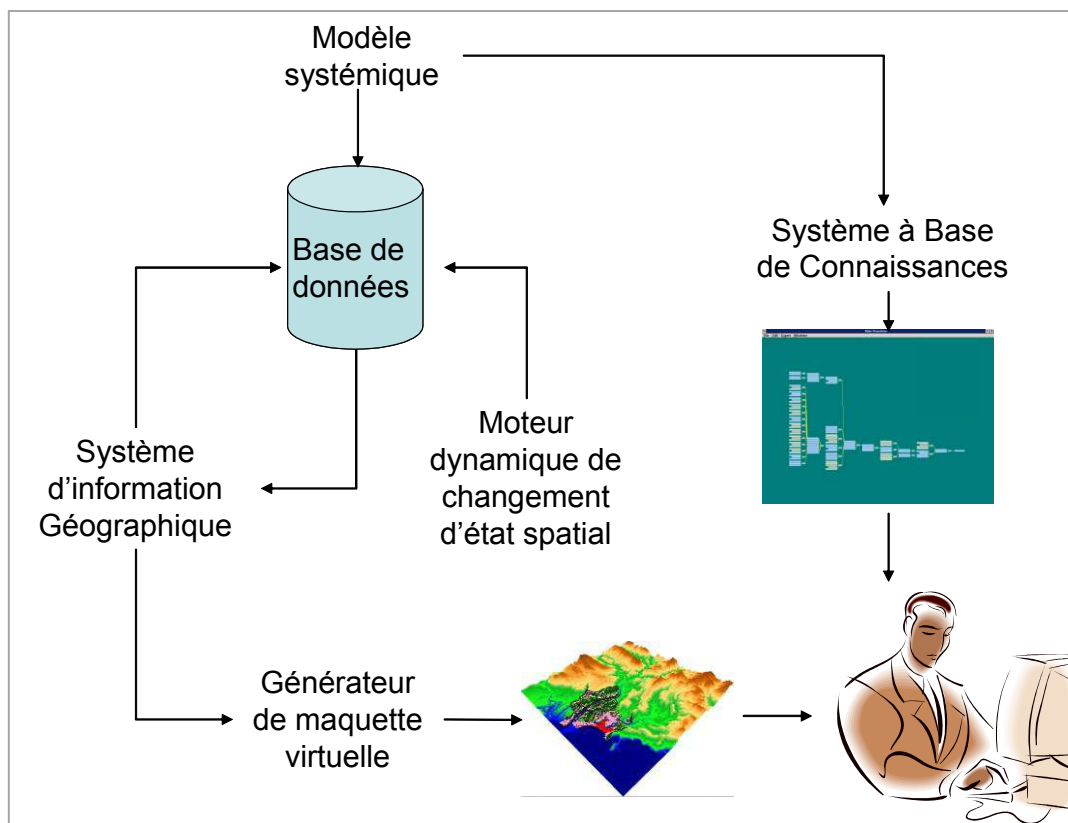 Modèle
systémique
Système à Base
de Connaissances
Base de
données
Système
d'information
Géographique
Moteur
dynamique de
changement
d'état spatial
Générateur
de maquette
virtuelle